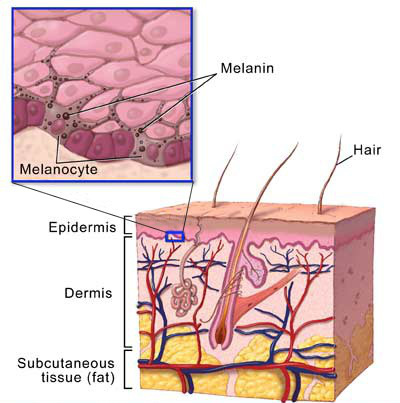 Melanin
Melanocyte
Hair
Epidermis
Dermis
Subcutaneous
tissue (fat)